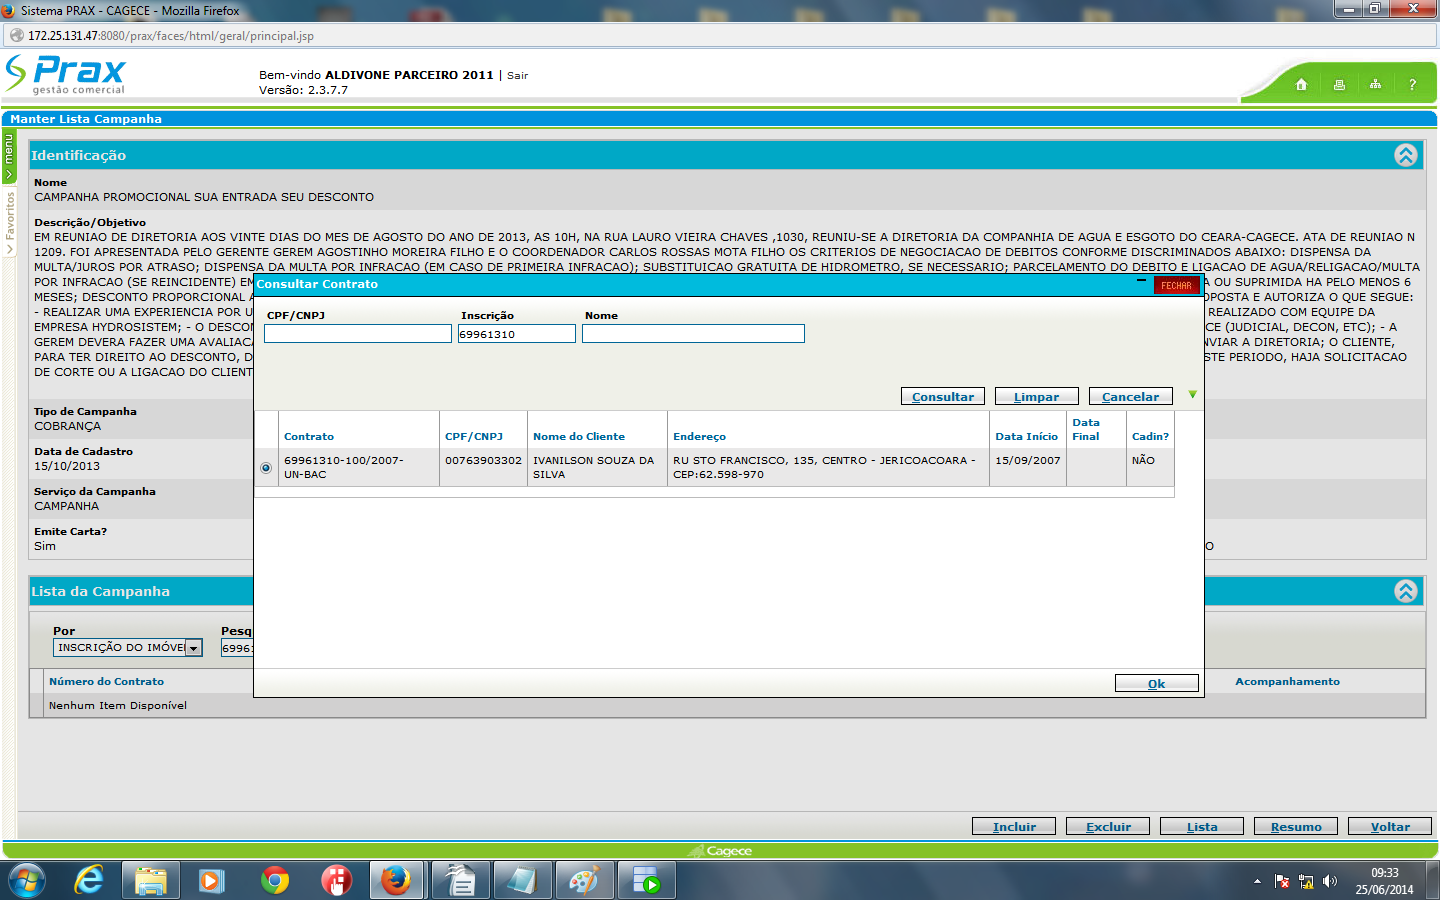 Sistema PRAX - CAGECE - Mozilla Firefox
172.25.131.47:8080/prax/faces/html/geral/principal.jsp
Prax
gestão comercial
Bem-vindo ALDIVONE PARCEIRO 2011 | Sair
Versão: 2.3.7.7
?
Manter Lista Campanha
menu
Favoritos
Identificação
Nome
CAMPANHA PROMOCIONAL SUA ENTRADA SEU DESCONTO
Descrição/Objetivo
EM REUNIAO DE DIRETORIA AOS VINTE DIAS DO MES DE AGOSTO DO ANO DE 2013, AS 10H, NA RUA LAURO VIEIRA CHAVES ,1030, REUNIU-SE A DIRETORIA DA COMPANHIA DE AGUA E ESGOTO DO CEARA-CAGECE. ATA DE REUNIAO N
1209. FOI APRESENTADA PELO GERENTE GEREM AGOSTINHO MOREIRA FILHO E O COORDENADOR CARLOS ROSSAS MOTA FILHO OS CRITERIOS DE NEGOCIACAO DE DEBITOS CONFORME DISCRIMINADOS ABAIXO: DISPENSA DA
MULTA/JUROS POR ATRASO; DISPENSA DA MULTA POR INFRACAO (EM CASO DE PRIMEIRA INFRACAO); SUBSTITUICAO GRATUITA DE HIDROMETRO, SE NECESSARIO; PARCELAMENTO DO DEBITO E LIGACAO DE AGUA/RELIGACAO/MULTA
POR INFRACAO (SE REINCIDENTE) EM
A OU SUPRIMIDA HA PELO MENOS 6
MESES; DESCONTO PROPORCIONAL A
OPOSTA E AUTORIZA O QUE SEGUE:
- REALIZAR UMA EXPERIENCIA POR U
REALIZADO COM EQUIPE DA
EMPRESA HYDROSISTEM; - O DESCON
CE (JUDICIAL, DECON, ETC); - A
GEREM DEVERA FAZER UMA AVALIAC
NVIAR A DIRETORIA; O CLIENTE,
PARA TER DIREITO AO DESCONTO, D
STE PERIODO, HAJA SOLICITACAO
DE CORTE OU A LIGACAO DO CLIENT
Tipo de Campanha
COBRANÇA
Data de Cadastro
15/10/2013
Serviço da Campanha
CAMPANHA
Emite Carta?
Sim
O
Consultar Contrato
FECHAR
CPF/CNPJ Inscrição Nome
69961310
Consultar Limpar Cancelar
Contrato CPF/CNPJ Nome do Cliente Endereço Data Início Data Final Cadin?
69961310-100/2007- 00763903302 IVANILSON SOUZA DA RU STO FRANCISCO, 135, CENTRO - JERICOACOARA - 15/09/2007 NÃO
UN-BAC SILVA CEP:62.598-970
Ok
Lista da Campanha
Por Pesq
INSCRIÇÃO DO IMÓVE 6996
Número do Contrato Acompanhamento
Nenhum Item Disponível
Incluir Excluir Lista Resumo Voltar
Cagece
09:33
25/06/2014